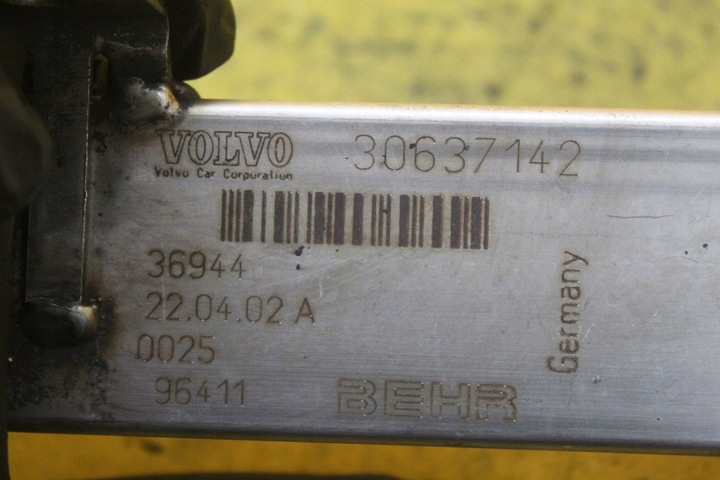 VOLVO 30637142
Volvo Car Corporation
36944
22.04.02 A
0025
96411
BEHR
Germany